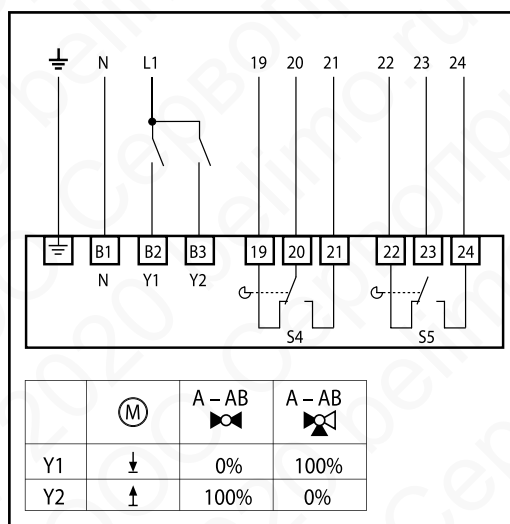 N L1 19 20 21 22 23 24
B1 B2 B3 19 20 21 22 23 24
N Y1 Y2
S4 S5
M A – AB A – AB
Y1 0% 100%
Y2 100% 0%